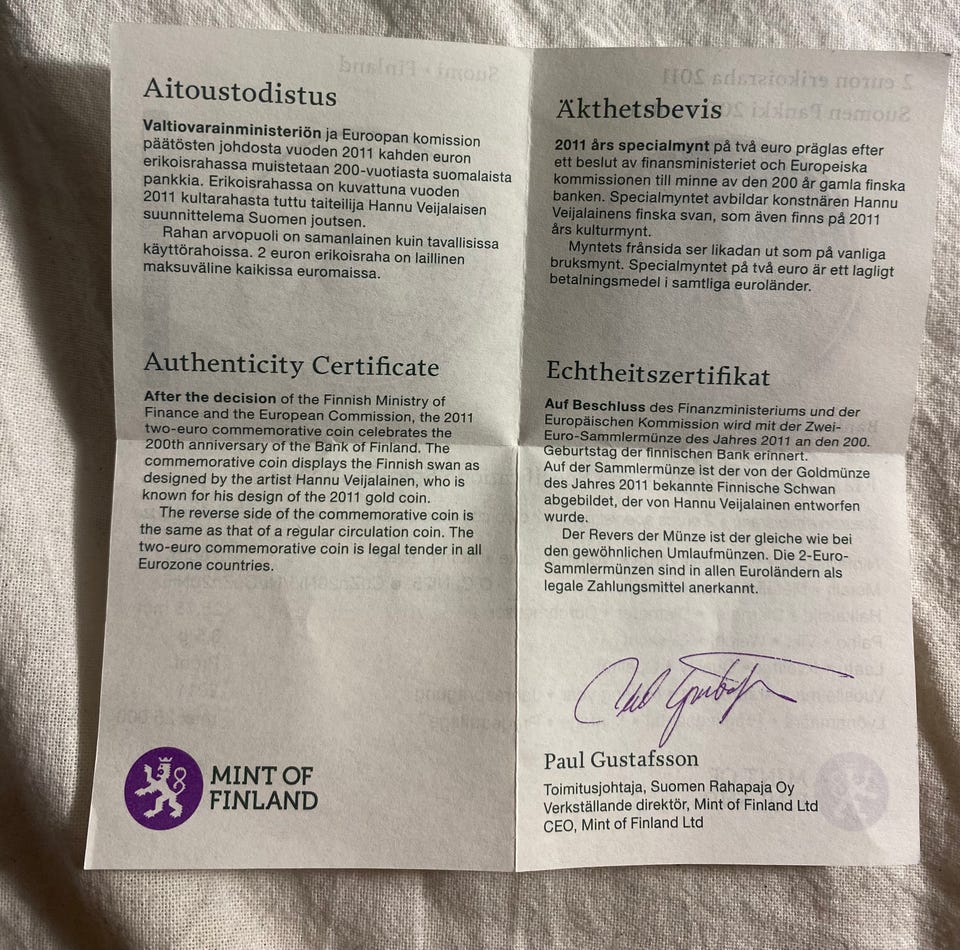 Aitoustodistus
Valtiovarainministeriön ja Euroopan komission
päätösten johdosta vuoden 2011 kahden euron
erikoisrahassa muistetaan 200-vuotiasta suomalaista
pankkia. Erikoisrahassa on kuvattuna vuoden
2011 kultarahasta tuttu taiteilija Hannu Veijalaisen
suunnittelema Suomen joutsen.
Rahan arvopuoli on samanlainen kuin tavallisissa
käyttörahoissa. 2 euron erikoisraha on laillinen
maksuväline kaikissa euromaissa.
Äkthetsbevis
2011 års specialmynt på två euro präglas efter
ett beslut av finansministeriet och Europeiska
kommissionen till minne av den 200 år gamla finska
banken. Specialmyntet avbildar konstnären Hannu
Veijalainens finska svan, som även finns på 2011
års kulturmynt.
Myntets frånsida ser likadan ut som på vanliga
bruksmynt. Specialmyntet på två euro är ett lagligt
betalningsmedel i samtliga euroländer.
Authenticity Certificate
After the decision of the Finnish Ministry of
Finance and the European Commission, the 2011
two-euro commemorative coin celebrates the
200th anniversary of the Bank of Finland. The
commemorative coin displays the Finnish swan as
designed by the artist Hannu Veijalainen, who is
known for his design of the 2011 gold coin.
The reverse side of the commemorative coin is
the same as that of a regular circulation coin. The
two-euro commemorative coin is legal tender in all
Eurozone countries.
Echtheitszertifikat
Auf Beschluss des Finanzministeriums und der
Europäischen Kommission wird mit der Zwei-
Euro-Sammlermünze des Jahres 2011 an den 200.
Geburtstag der finnischen Bank erinnert.
Auf der Sammlermünze ist der von der Goldmünze
des Jahres 2011 bekannte Finnische Schwan
abgebildet, der von Hannu Veijalainen entworfen
wurde.
Der Revers der Münze ist der gleiche wie bei
den gewöhnlichen Umlaufmünzen. Die 2-Euro-
Sammlermünzen sind in allen Euroländern als
legale Zahlungsmittel anerkannt.
MINT OF
FINLAND
Paul Gustafsson
Toimitusjohtaja, Suomen Rahapaja Oy
Verkställande direktör, Mint of Finland Ltd
CEO, Mint of Finland Ltd